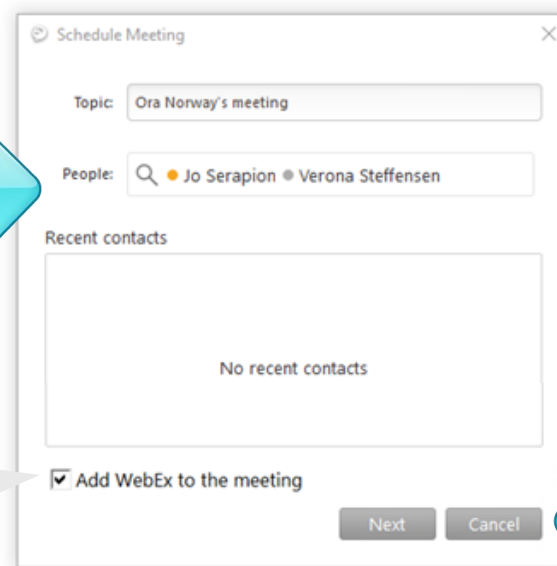 Schedule Meeting
Topic: Ora Norway's meeting
People: Jo Serapion Verona Steffensen
Recent contacts
No recent contacts
Add WebEx to the meeting
Next Cancel